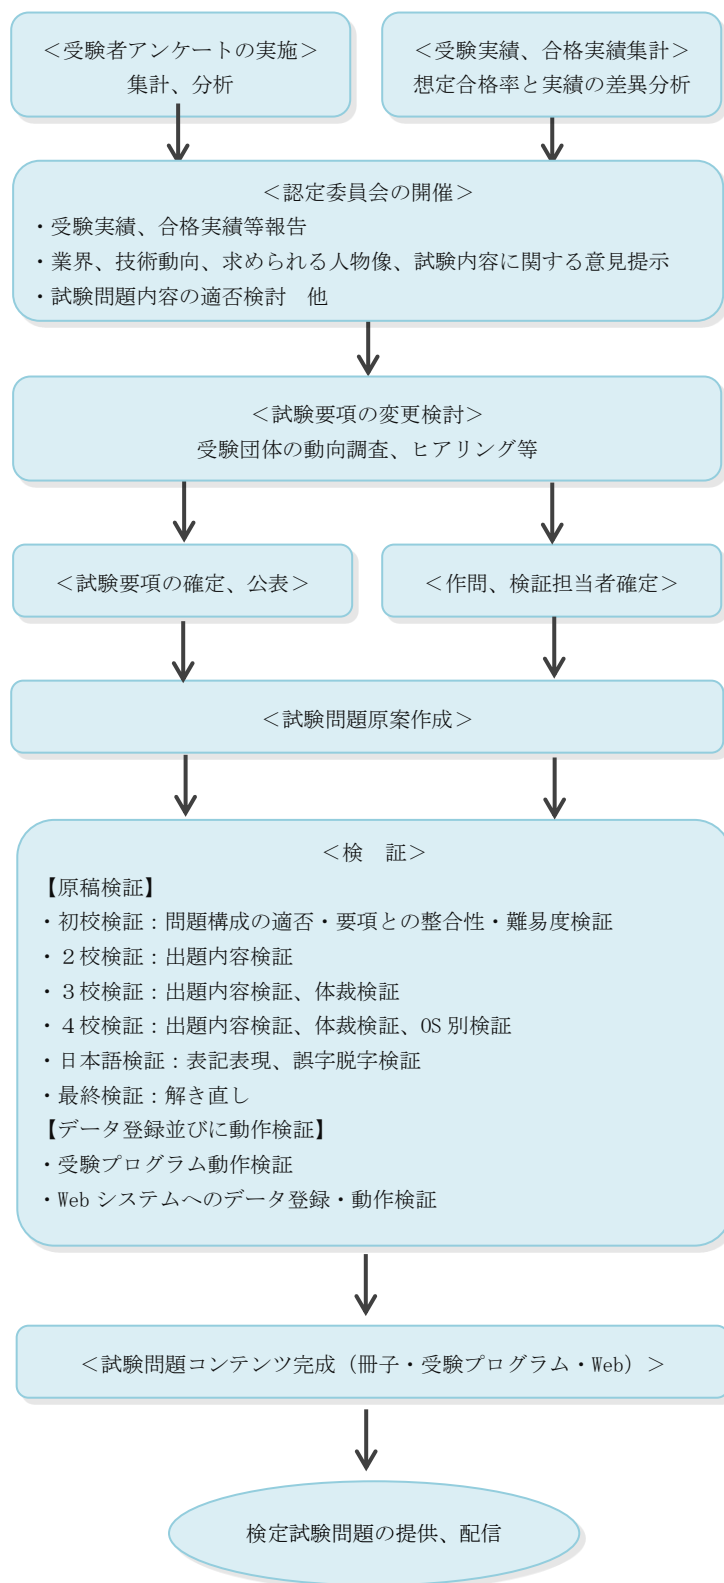 ＜受験者アンケートの実施＞
集計、分析
＜受験実績、合格実績集計＞
想定合格率と実績の差異分析
＜認定委員会の開催＞
・受験実績、合格実績等報告
・業界、技術動向、求められる人物像、試験内容に関する意見提示
・試験問題内容の適否検討　他
＜試験要項の変更検討＞
受験団体の動向調査、ヒアリング等
＜試験要項の確定、公表＞
＜作問、検証担当者確定＞
＜試験問題原案作成＞
＜検　証＞
【原稿検証】
・初校検証：問題構成の適否・要項との整合性・難易度検証
・２校検証：出題内容検証
・３校検証：出題内容検証、体裁検証
・４校検証：出題内容検証、体裁検証、OS 別検証
・日本語検証：表記表現、誤字脱字検証
・最終検証：解き直し
【データ登録並びに動作検証】
・受験プログラム動作検証
・Web システムへのデータ登録・動作検証
＜試験問題コンテンツ完成（冊子・受験プログラム・Web）＞
検定試験問題の提供、配信